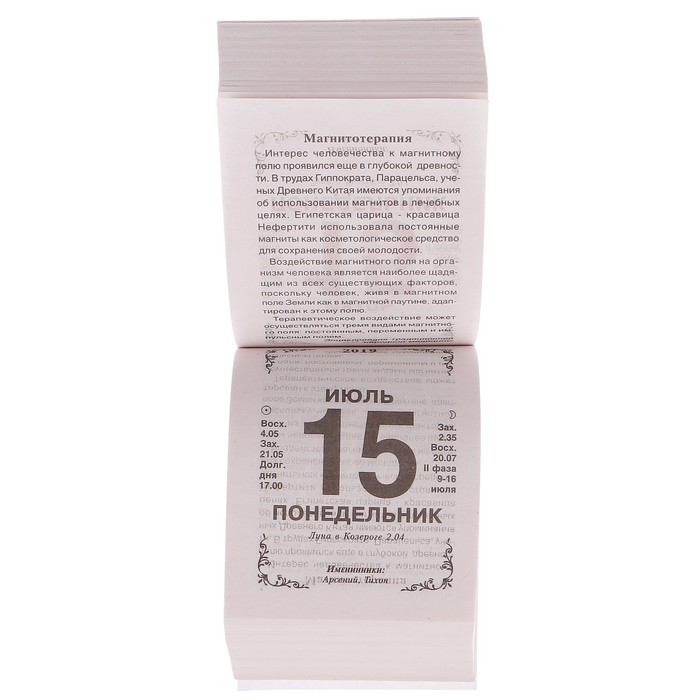 Магнитотерапия
Интерес человечества к магнитному
полю проявился еще в глубокой древнос-
ти. В трудах Гиппократа, Парацельса, уче-
ных Древнего Китая имеются упоминания
об использовании магнитов в лечебных
целях. Египетская царица - красавица
Нефертити использовала постоянные
магниты как косметологическое средство
для сохранения своей молодости.
Воздействие магнитного поля на орга-
низм человека является наиболее щадя-
щим из всех существующих факторов,
поскольку человек, живя в магнитном
поле Земли как в магнитной паутине, адап-
тирован к этому полю.
Терапевтическое воздействие может
осуществляться тремя видами магнитно-
го поля: постоянным, переменным и им-
пульсным полем.
2019
ИЮЛЬ
15
Восх.
4.05
Зах.
21.05
Долг.
дня
17.00
Зах.
2.35
Восх.
20.07
II фаза
9-16
июля
ПОНЕДЕЛЬНИК
Луна в Козероге 2.04
Именинники:
Арсений, Тихон